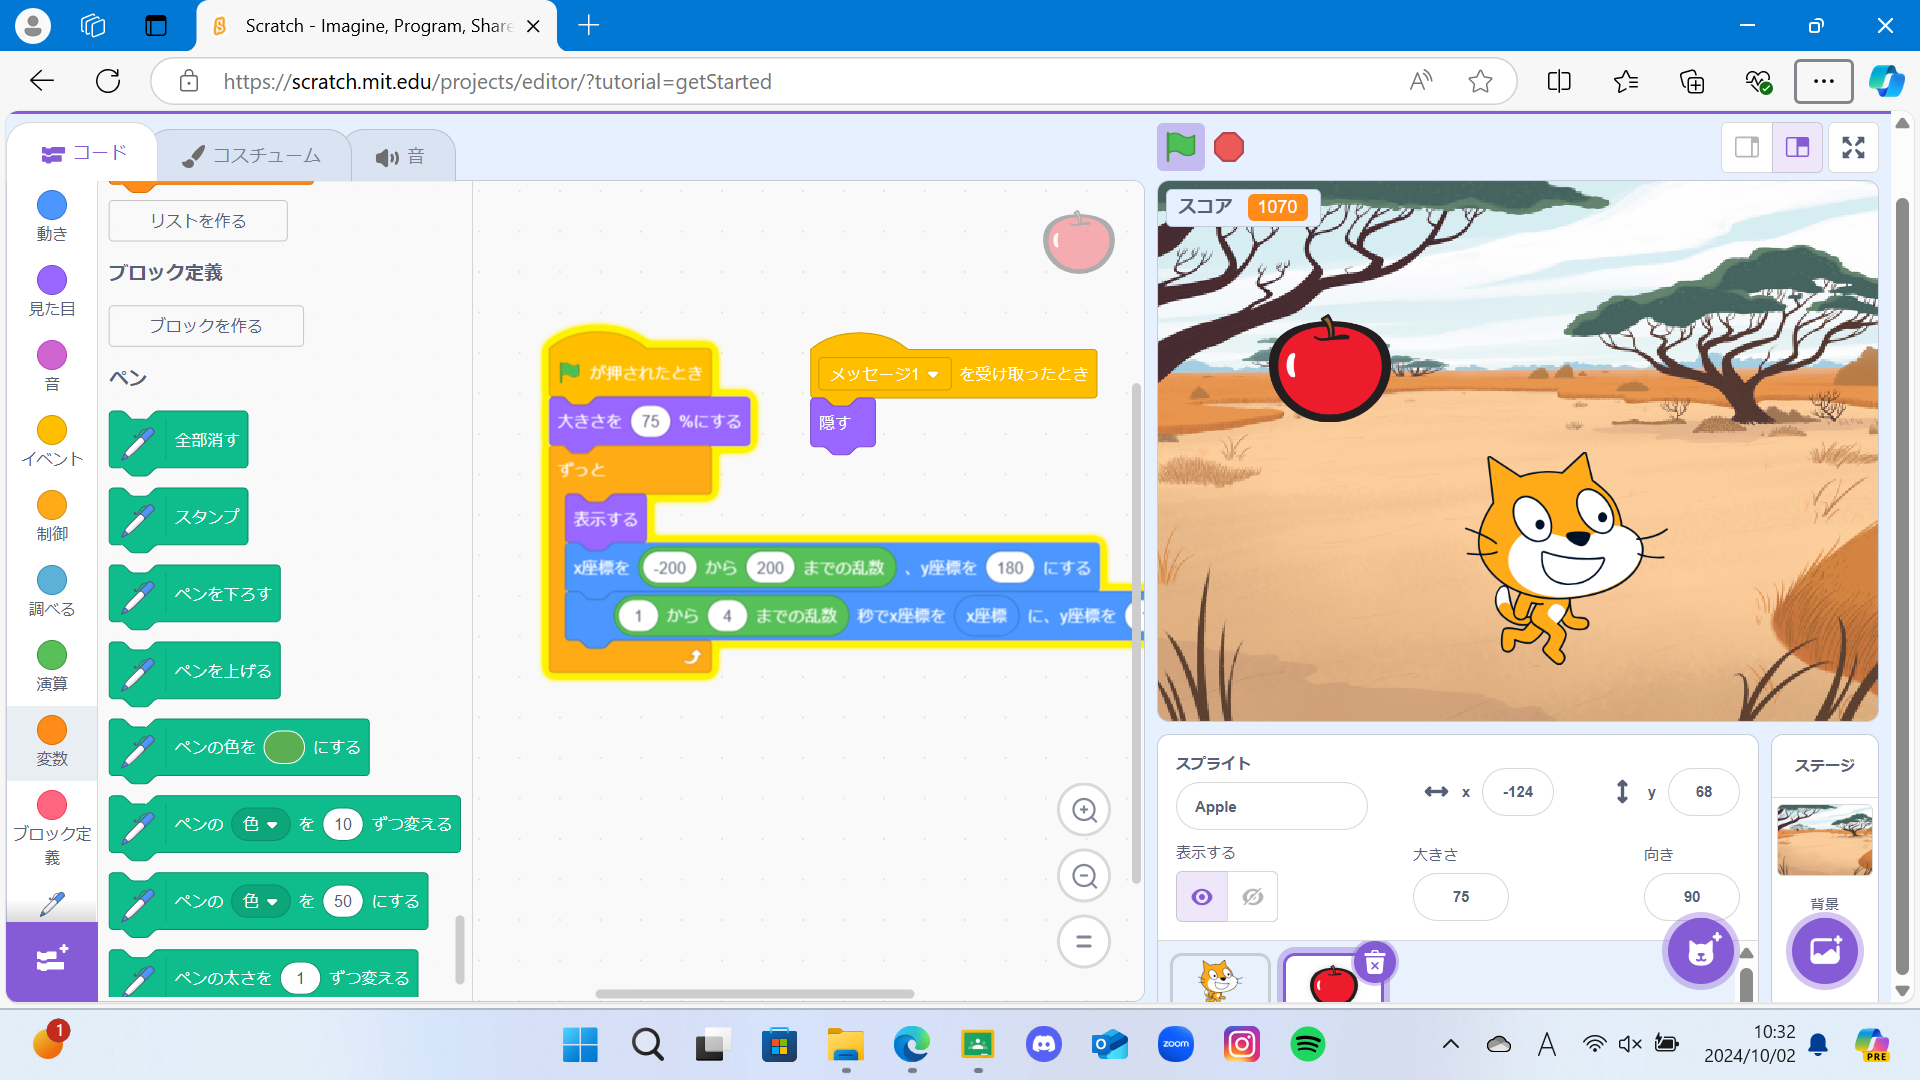 Scratch - Imagine, Program, Share
https://scratch.mit.edu/projects/editor/?tutorial=getStarted
コード
コスチューム
音
動き
見た目
音
イベント
制御
調べる
演算
変数
ブロック定
義
リストを作る
ブロック定義
ブロックを作る
ペン
全部消す
スタンプ
ペンを下ろす
ペンを上げる
ペンの色を にする
ペンの 色 を 10 ずつ変える
ペンの 色 を 50 にする
ペンの太さを 1 ずつ変える
が押されたとき
大きさを 75 %にする
ずっと
表示する
x座標を -200 から 200 までの乱数 、y座標を 180 にする
1 から 4 までの乱数 秒でx座標を x座標 に、y座標を
メッセージ1 を受け取ったとき
隠す
スコア 1070
スプライト
Apple
x -124
y 68
表示する
大きさ
75
向き
90
ステージ
背景
1
zoom
A
10:32
2024/10/02
PRE